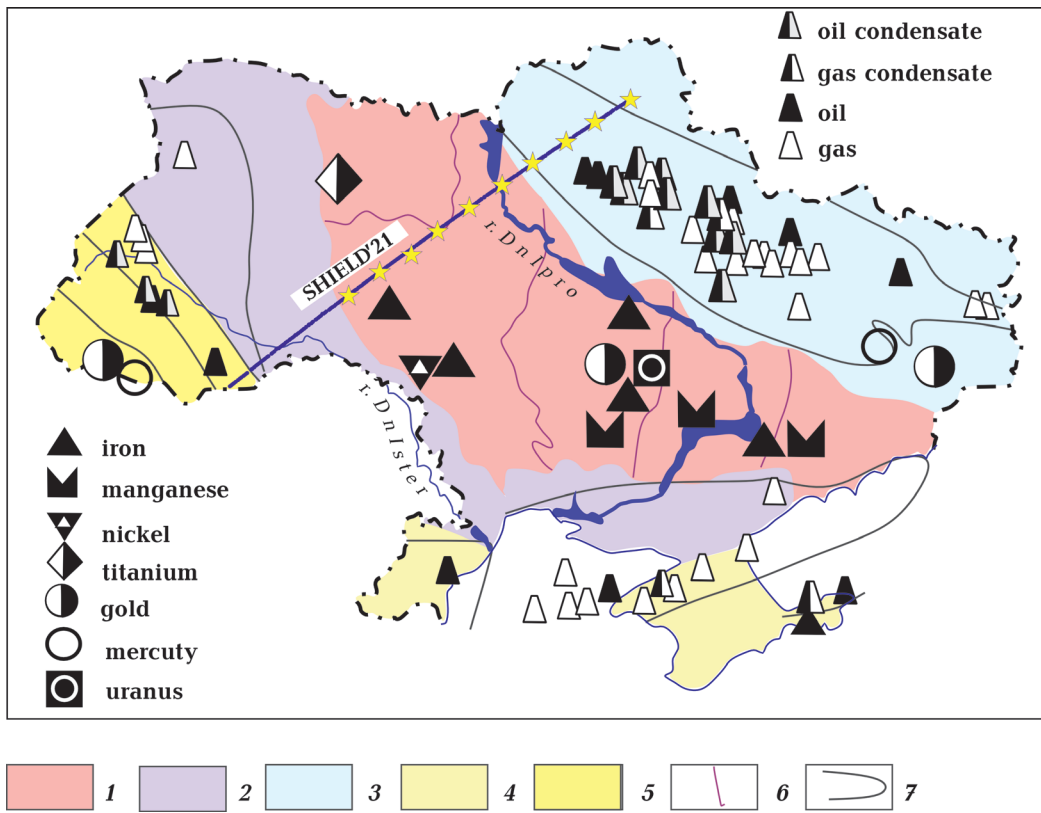 oil condensate
gas condensate
oil
gas
SHIELD'21
r. DnIpro
r. DnIster
iron
manganese
nickel
titanium
gold
mercuty
uranus
1 2 3 4 5 6 7